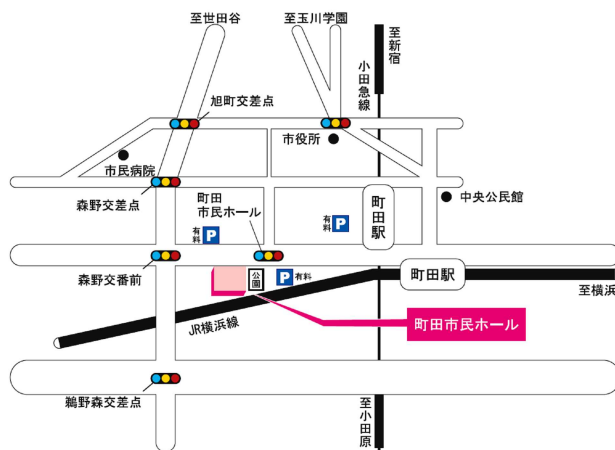 至世田谷
至玉川学園
至新宿
小田急線
旭町交差点
市役所
市民病院
森野交差点
町田
市民ホール
有料
P
有料
P
町田駅
中央公民館
森野交番前
公園
P
有料
町田駅
至横浜
JR横浜線
町田市民ホール
鵜野森交差点
至小田原